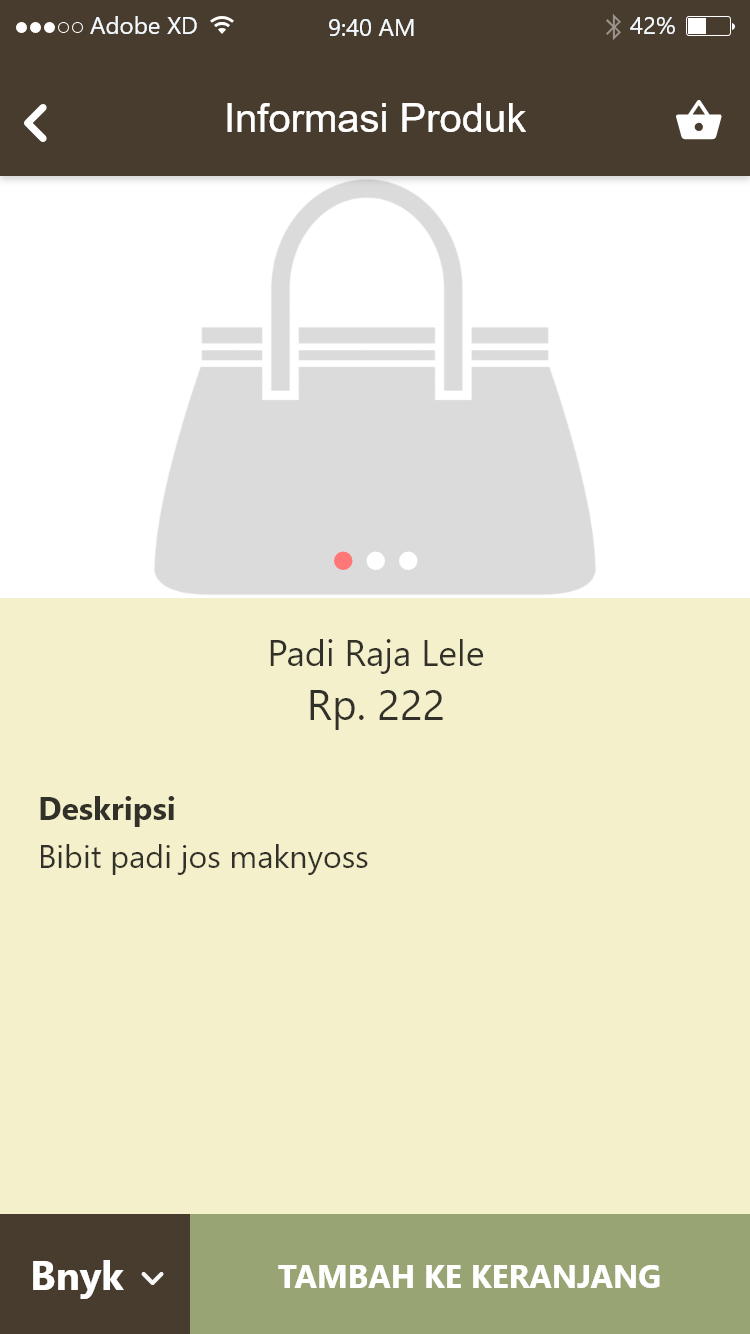 Adobe XD 9:40 AM 42%
Informasi Produk
Padi Raja Lele
Rp. 222
Deskripsi
Bibit padi jos maknyoss
Bnyk TAMBAH KE KERANJANG